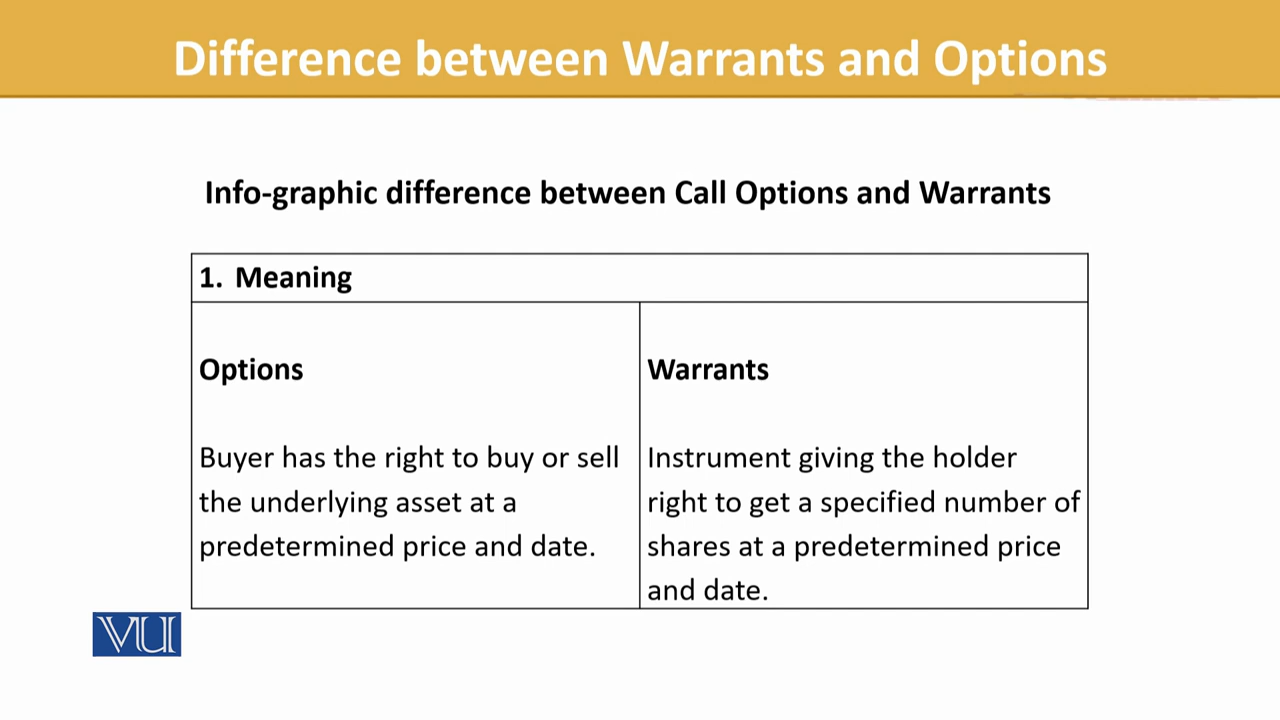 Difference between Warrants and Options
Info-graphic difference between Call Options and Warrants
1. Meaning
Options
Buyer has the right to buy or sell
the underlying asset at a
predetermined price and date.
Warrants
Instrument giving the holder
right to get a specified number of
shares at a predetermined price
and date.
VU